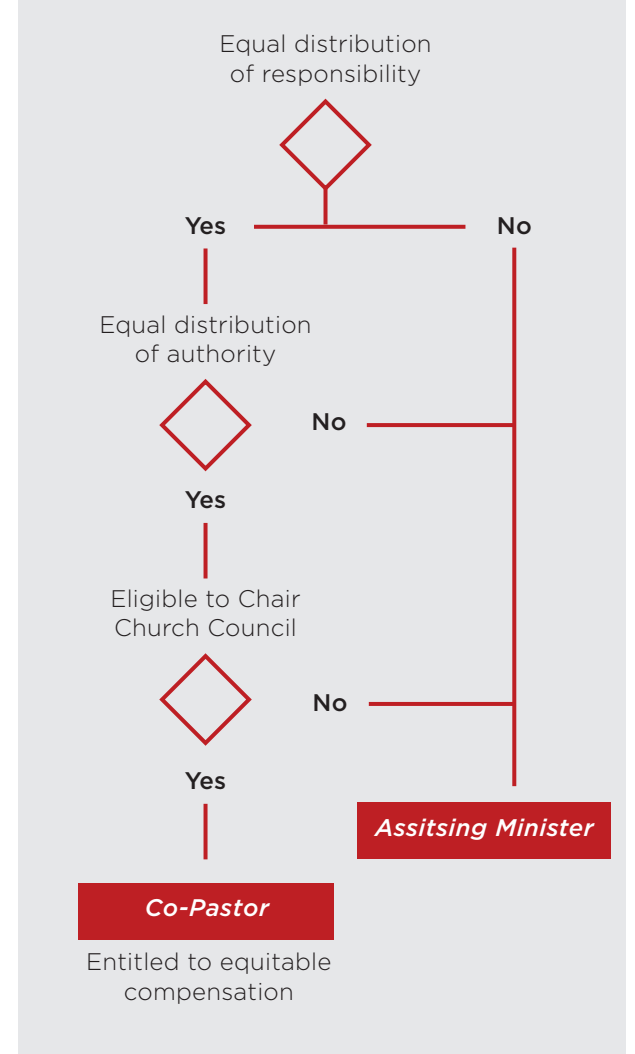 Equal distribution
of responsibility
Yes
No
Equal distribution
of authority
No
Yes
Eligible to Chair
Church Council
No
Yes
Assitsing Minister
Co-Pastor
Entitled to equitable
compensation